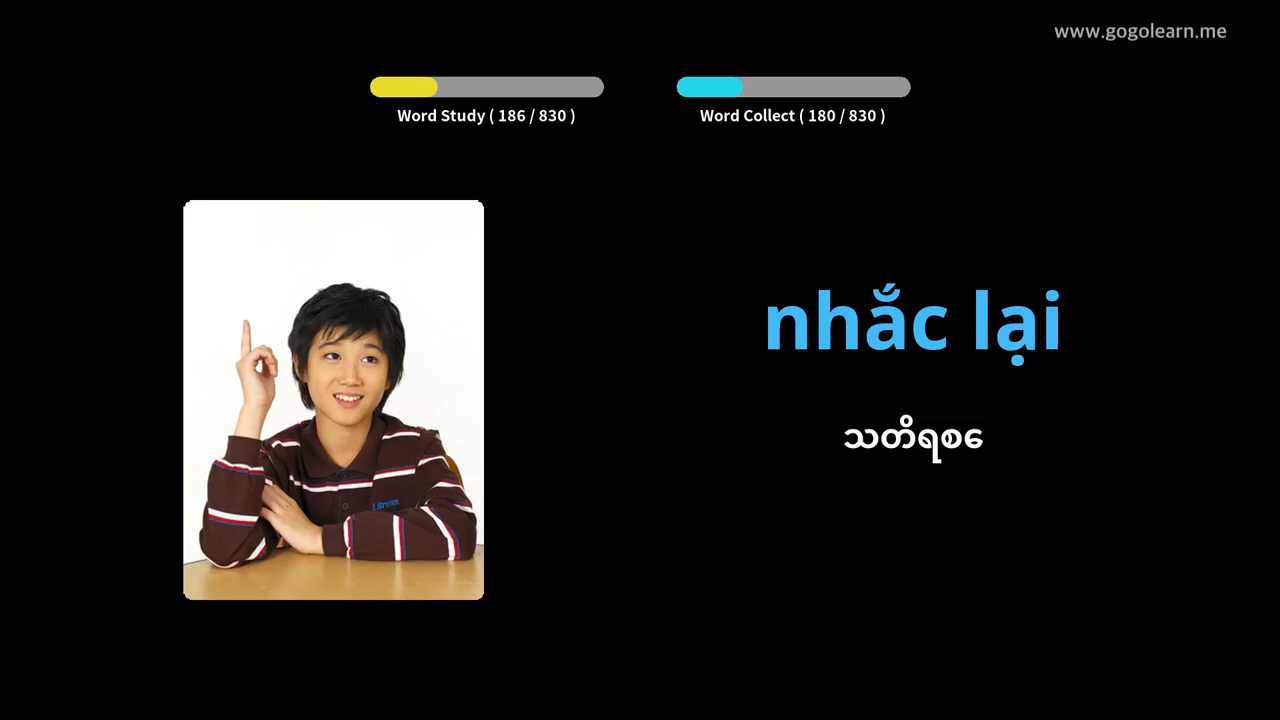 www.gogolearn.me
Word Study ( 186 / 830 )
Word Collect ( 180 / 830 )
nhắc lại
သတိရစေ